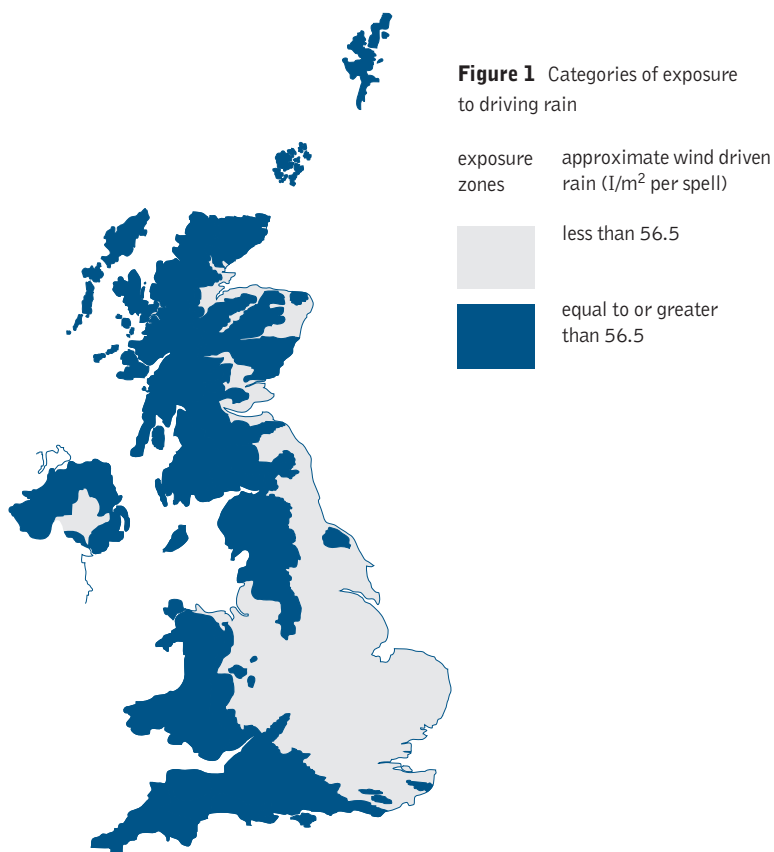 Figure 1 Categories of exposure
to driving rain
exposure
zones
approximate wind driven
rain (I/m² per spell)
less than 56.5
equal to or greater
than 56.5